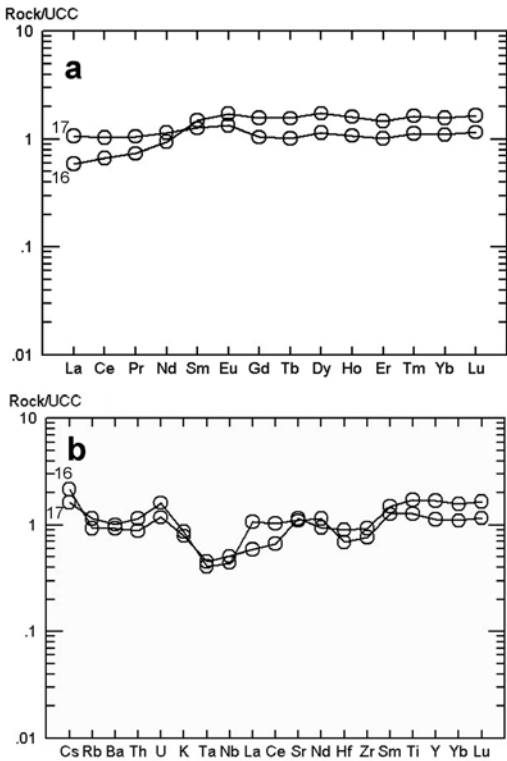 Rock/UCC
10
a
1
17
16
.1
.01
La Ce Pr Nd Sm Eu Gd Tb Dy Ho Er Tm Yb Lu
Rock/UCC
10
b
16
17
1
.1
.01
Cs Rb Ba Th U K Ta Nb La Ce Sr Nd Hf Zr Sm Ti Y Yb Lu